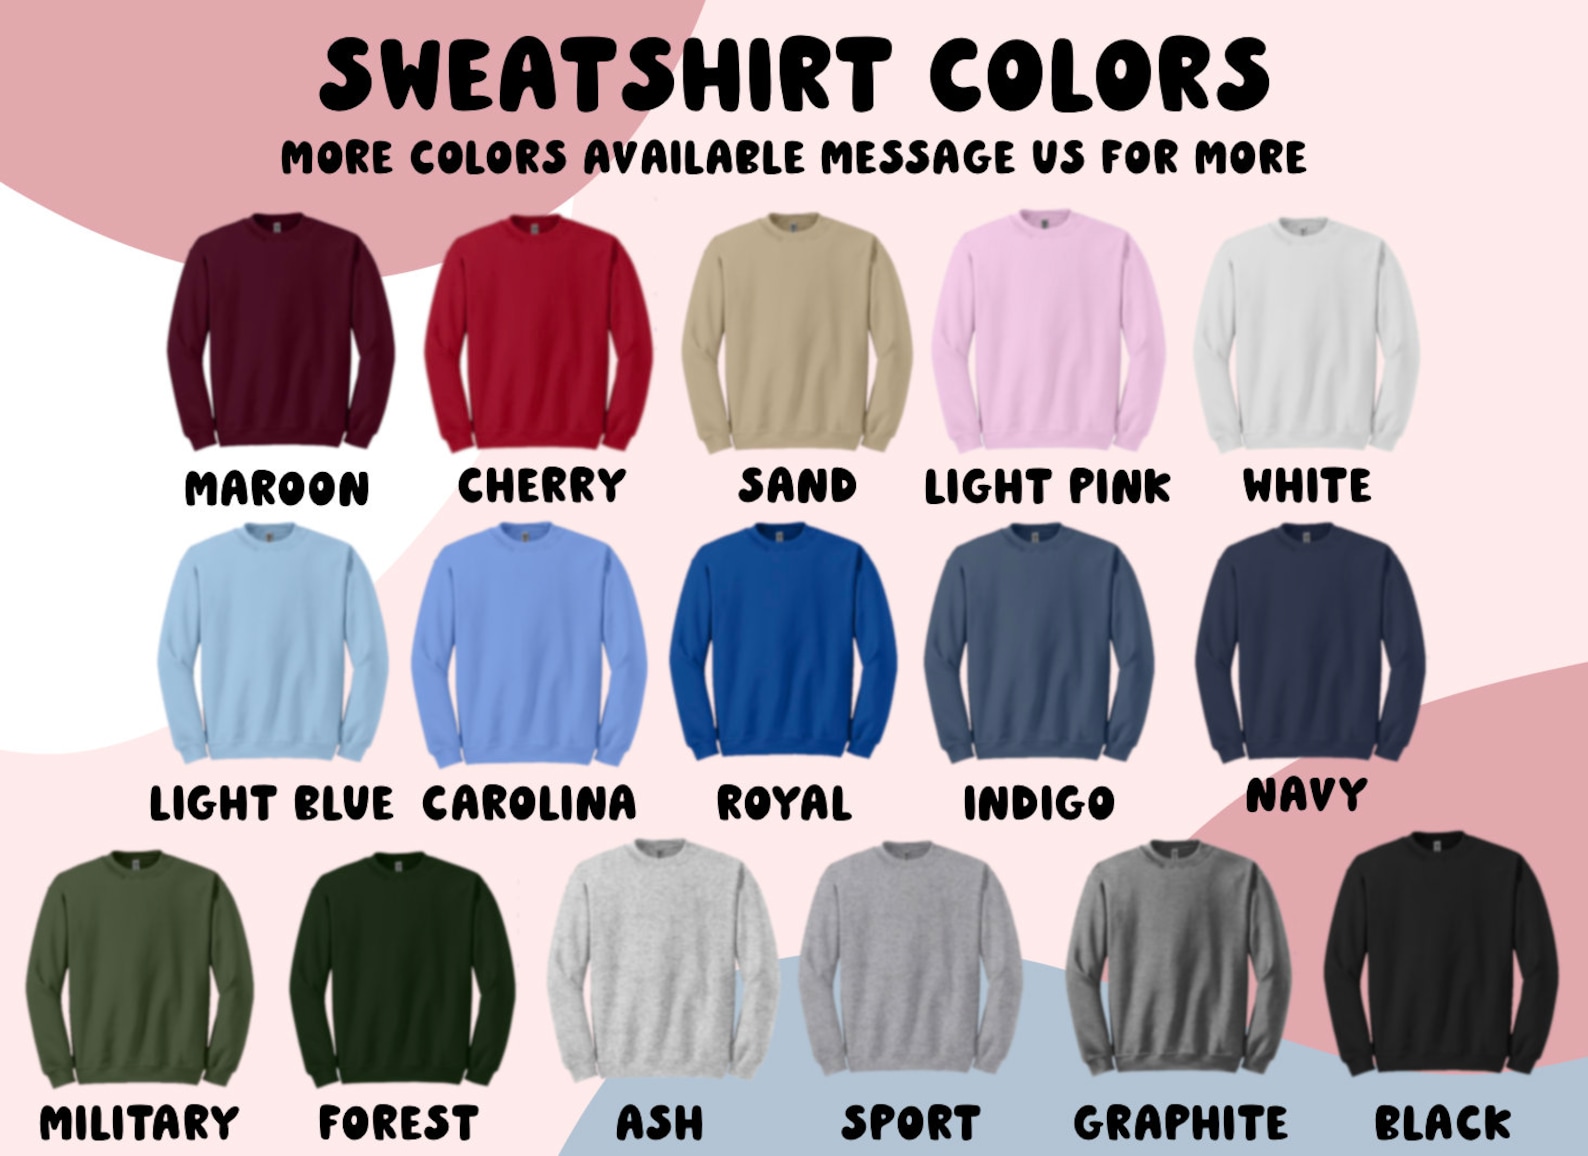 SWEATSHIRT COLORS
MORE COLORS AVAILABLE MESSAGE US FOR MORE
MAROON CHERRY SAND LIGHT PINK WHITE
LIGHT BLUE CAROLINA ROYAL INDIGO NAVY
MILITARY FOREST ASH SPORT GRAPHITE BLACK